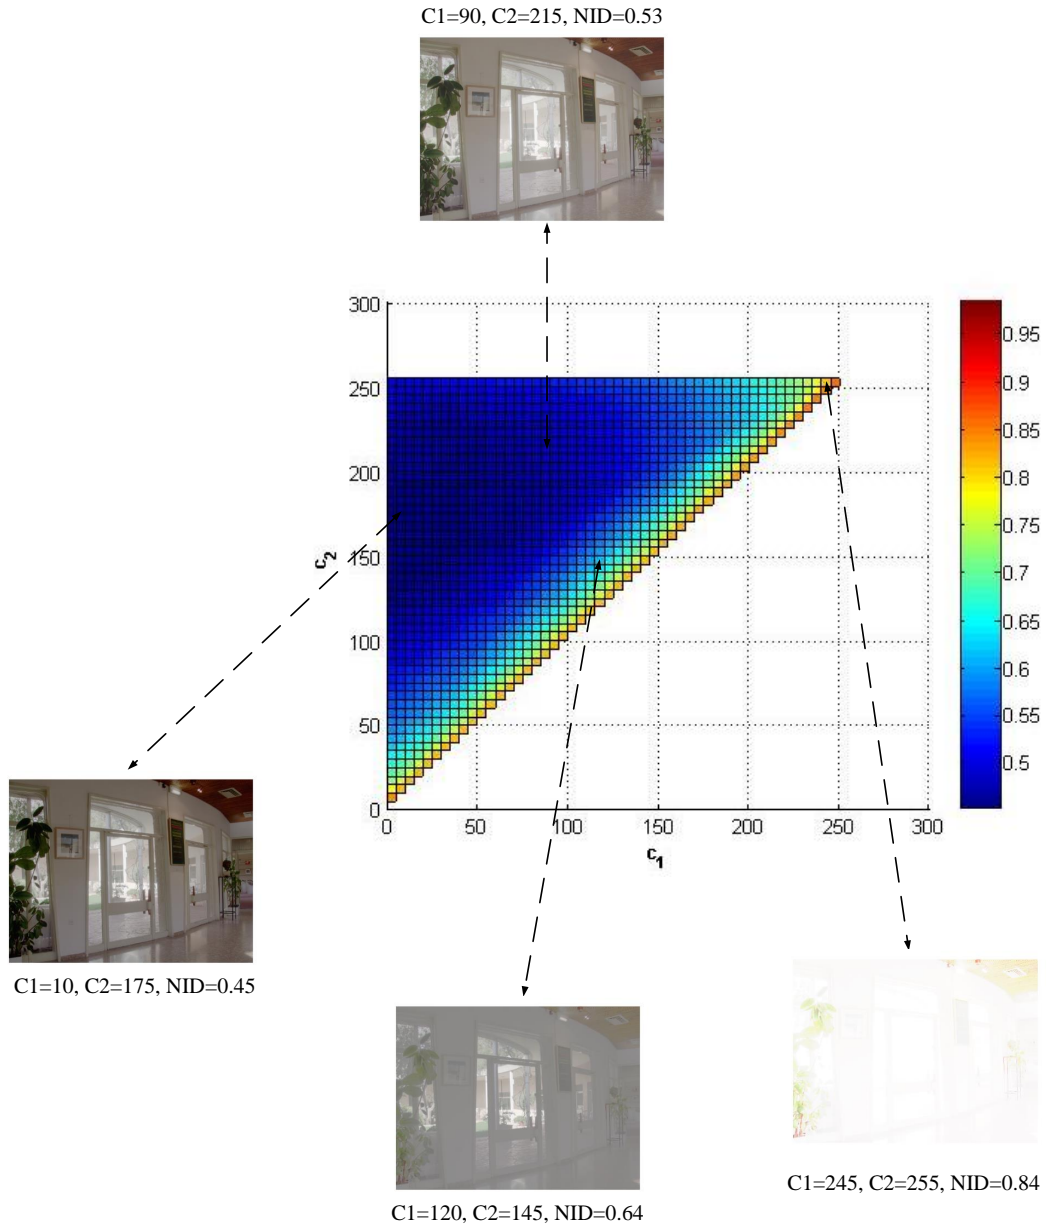 C1=90, C2=215, NID=0.53
300
250
200
150
100
50
0
c2
0 50 100 150 200 250 300
c1
0.95
0.9
0.85
0.8
0.75
0.7
0.65
0.6
0.55
0.5
C1=10, C2=175, NID=0.45
C1=120, C2=145, NID=0.64
C1=245, C2=255, NID=0.84